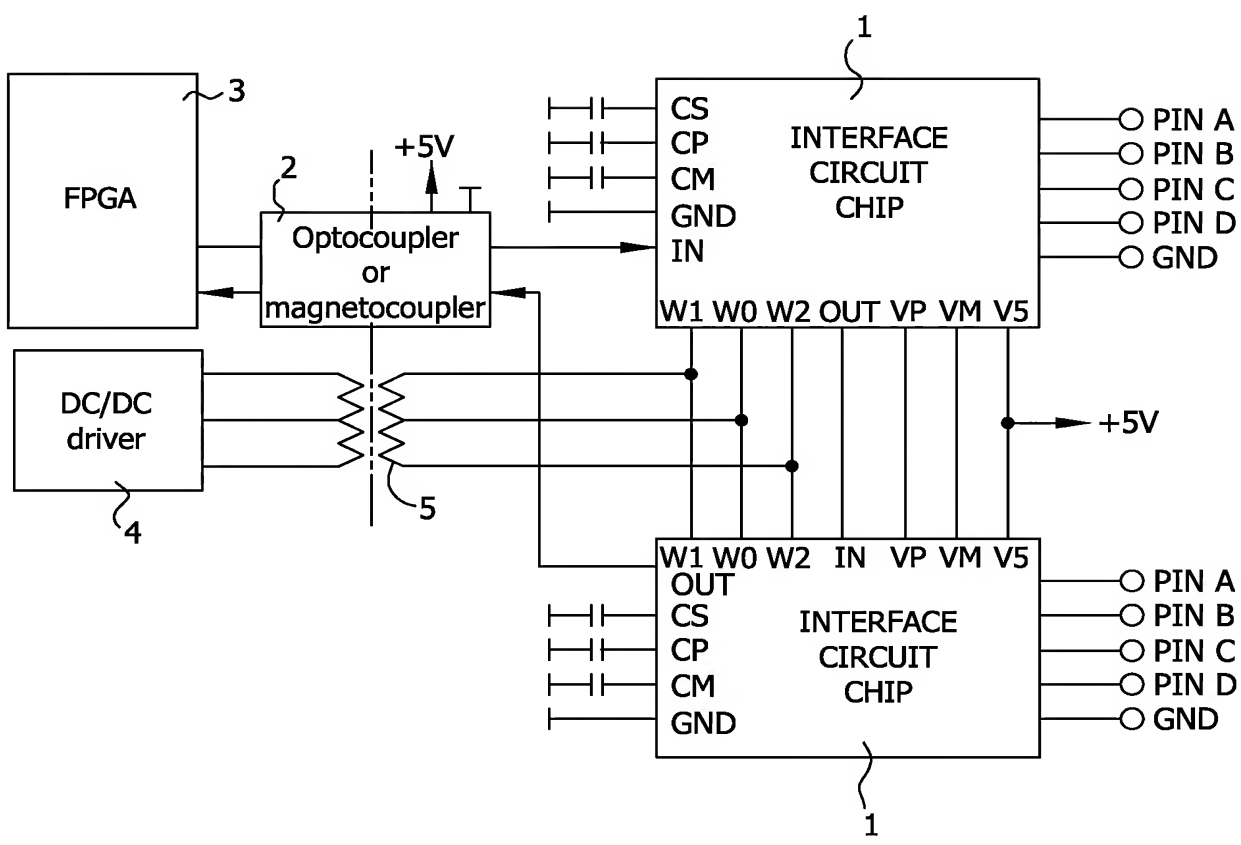 1
3
FPGA
2
+5V
Optocoupler
or
magnetocoupler
CS
CP
CM
GND
IN
INTERFACE
CIRCUIT
CHIP
PIN A
PIN B
PIN C
PIN D
GND
W1 W0 W2 OUT VP VM V5
DC/DC
driver
4
5
+5V
W1 W0 W2 IN VP VM V5
OUT
CS
CP
CM
GND
INTERFACE
CIRCUIT
CHIP
PIN A
PIN B
PIN C
PIN D
GND
1